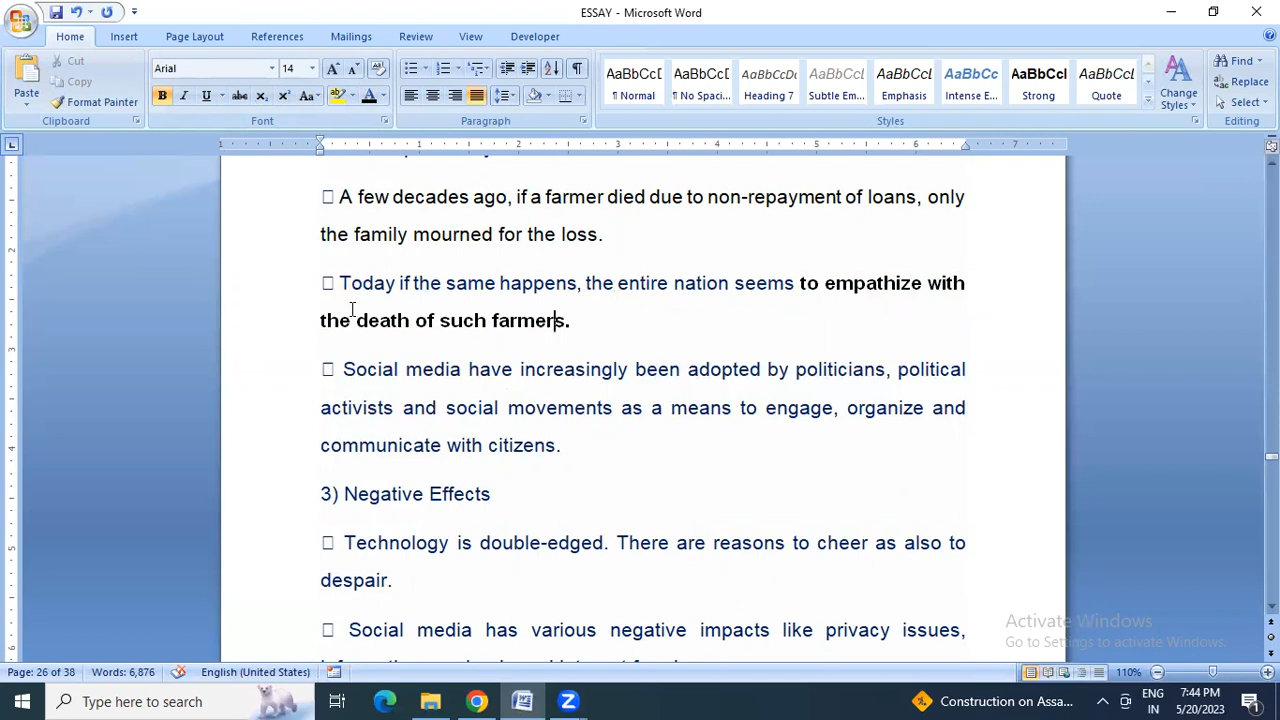 ESSAY - Microsoft Word
Home Insert Page Layout References Mailings Review View Developer
Paste Cut Copy Format Painter Clipboard
Arial 14 Font
Paragraph
AaBbCcD AaBbCcD AaBbCcDc AaBbCcD AaBbCcL AaBbCc AaBbCc AaBbCcL
¶ Normal ¶ No Spaci... Heading 7 Subtle Em... Emphasis Intense E... Strong Quote
Change Styles Styles
Find Replace Select Editing
A few decades ago, if a farmer died due to non-repayment of loans, only
the family mourned for the loss.
Today if the same happens, the entire nation seems to empathize with
the death of such farmers.
Social media have increasingly been adopted by politicians, political
activists and social movements as a means to engage, organize and
communicate with citizens.
3) Negative Effects
Technology is double-edged. There are reasons to cheer as also to
despair.
Social media has various negative impacts like privacy issues,
Activate Windows
Go to Settings to activate Windows.
Page: 26 of 38 Words: 6,876 English (United States) 110%
Type here to search Construction on Assa... ENG IN 7:44 PM 5/20/2023